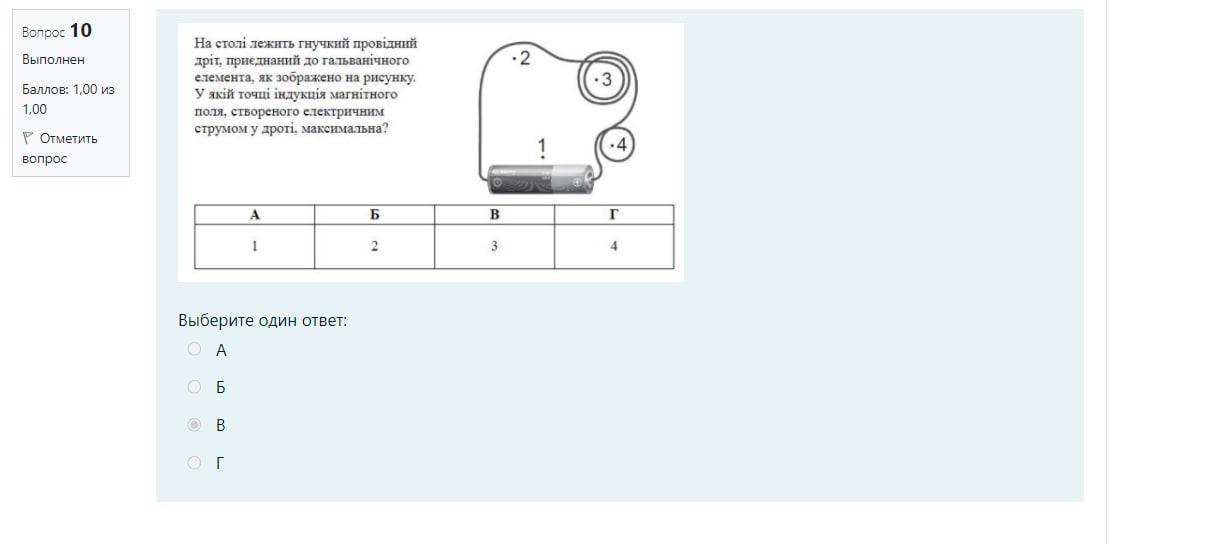 Вопрос 10
Выполнен
Баллов: 1,00 из
1,00
Отметить
вопрос
На столі лежить гнучкий провідний
дріт, приєднаний до гальванічного
елемента, як зображено на рисунку.
У якій точці індукція магнітного
поля, створеного електричним
струмом у дроті, максимальна?
2
3
1
4
А Б В Г
1 2 3 4
Выберите один ответ:
А
Б
В
Г